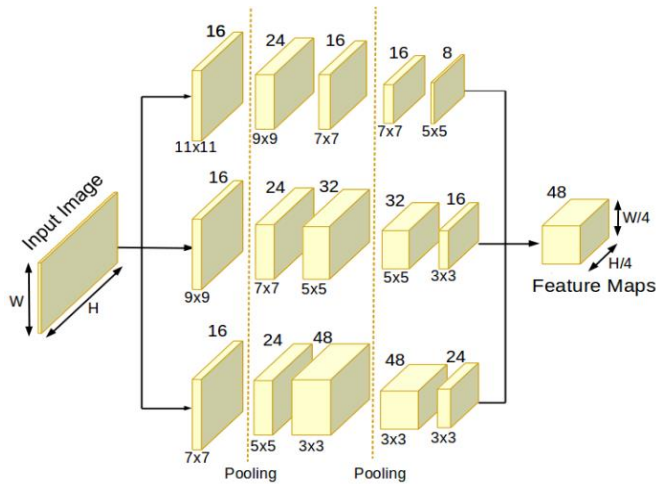 16 24 16 16 8
11x11 9x9 7x7 7x7 5x5
Input Image
W
H
16 24 32 32 16
9x9 7x7 5x5 5x5 3x3
48
W/4
H/4
Feature Maps
16 24 48 48 24
7x7 5x5 3x3 3x3 3x3
Pooling Pooling